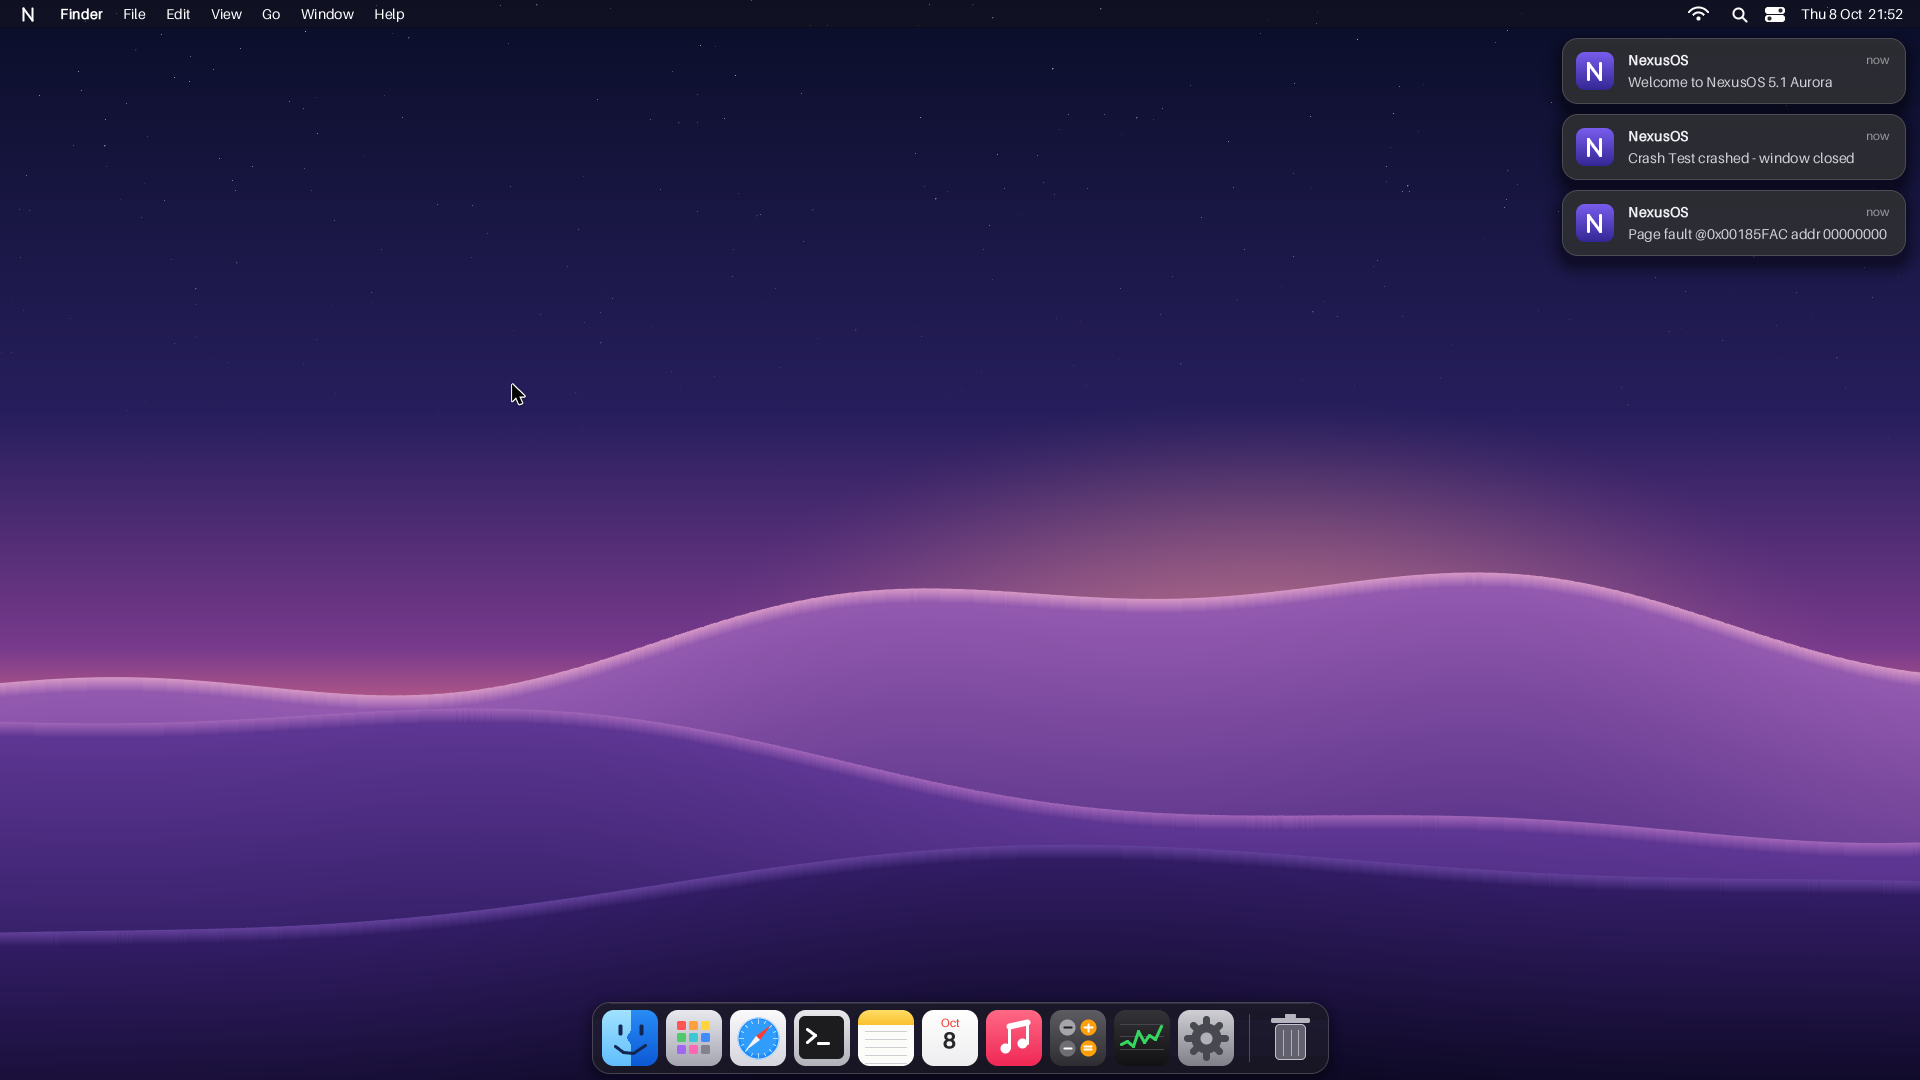 N Finder File Edit View Go Window Help Thu 8 Oct 21:52
N NexusOS now
Welcome to NexusOS 5.1 Aurora
N NexusOS now
Crash Test crashed - window closed
N NexusOS now
Page fault @0x00185FAC addr 00000000
Oct
8